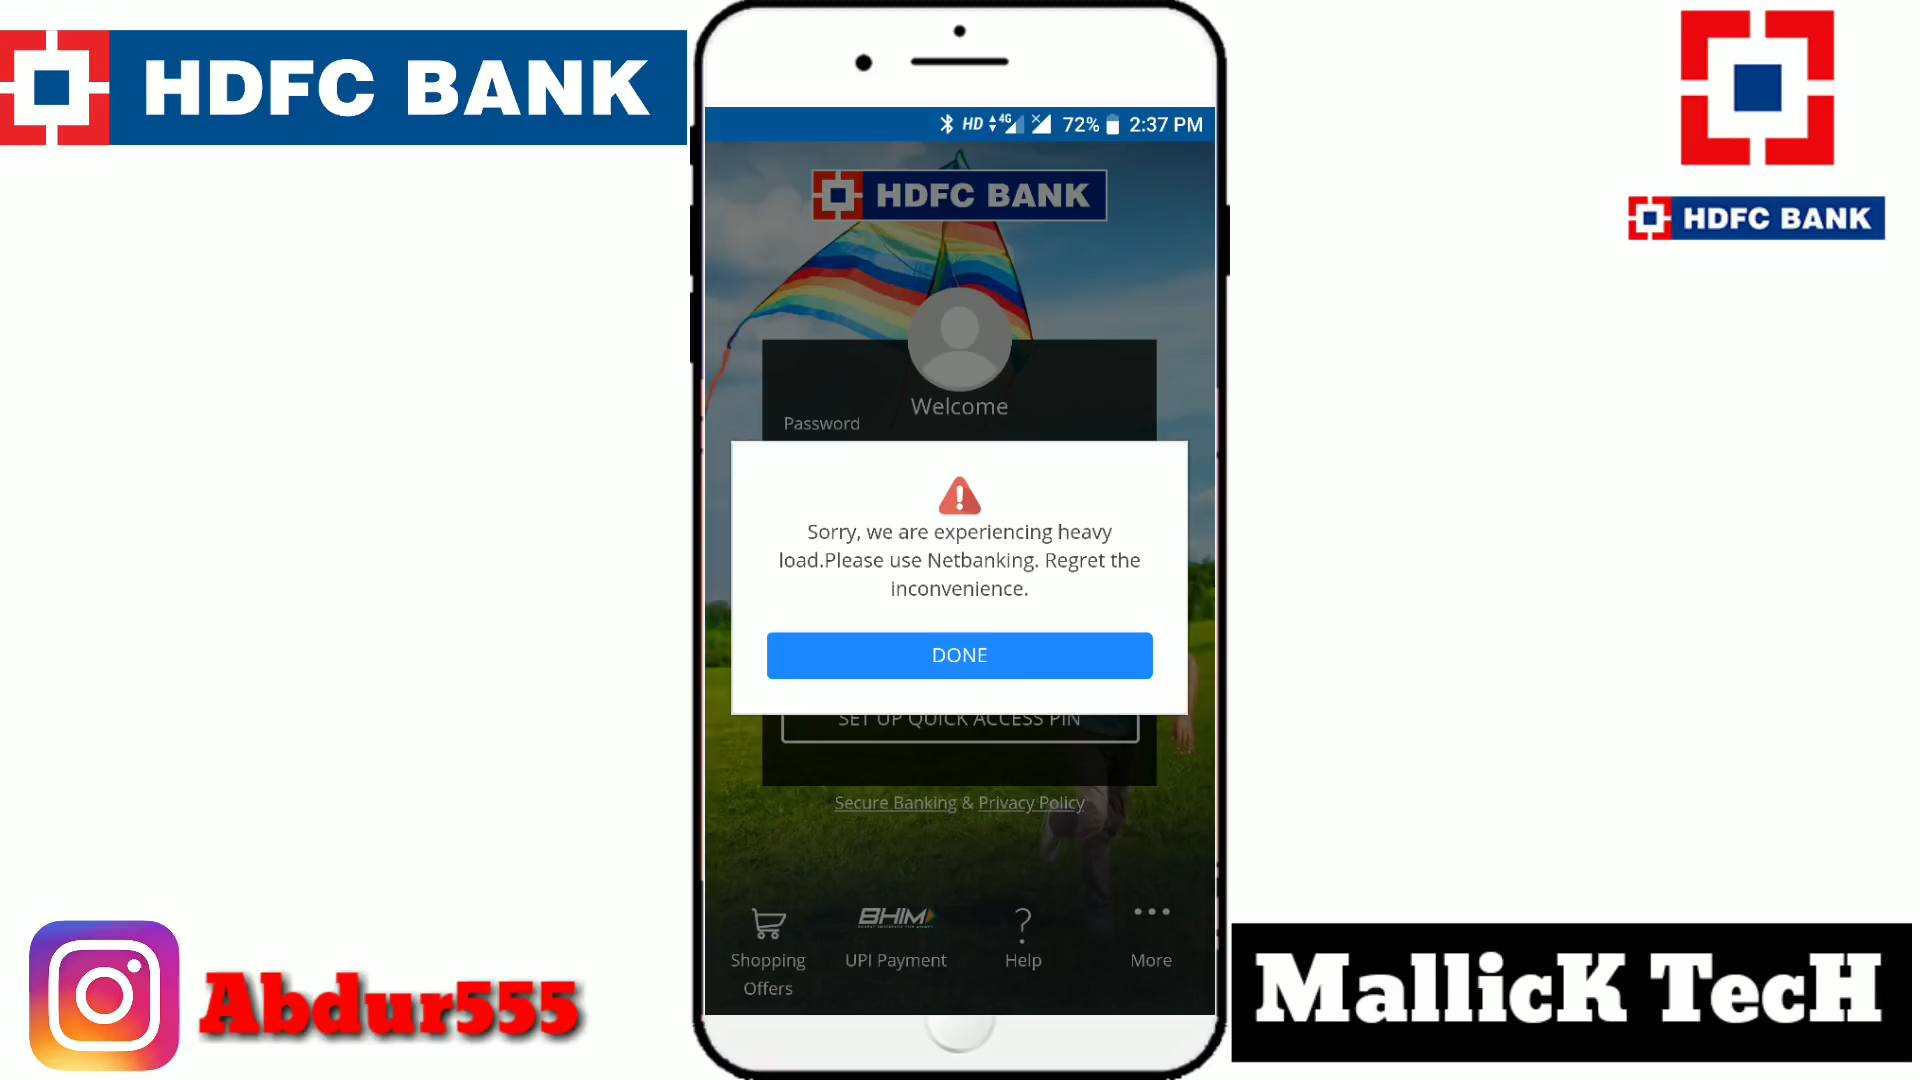 HDFC BANK
HD 4G 72% 2:37 PM
HDFC BANK
HDFC BANK
Welcome
Password
Sorry, we are experiencing heavy
load.Please use Netbanking. Regret the
inconvenience.
DONE
SET UP QUICK ACCESS PIN
Secure Banking & Privacy Policy
BHIM
Shopping
Offers
UPI Payment
Help
More
Abdur555
MallicK TecH